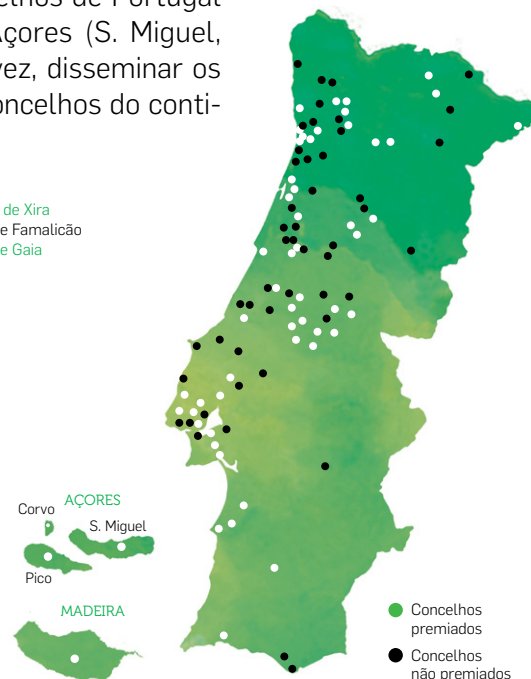 elhos de Portugal
Açores (S. Miguel,
vez, disseminar os
oncelhos do conti-
de Xira
e Famalicão
e Gaia
AÇORES
Corvo
S. Miguel
Pico
MADEIRA
Concelhos
premiados
Concelhos
não premiados